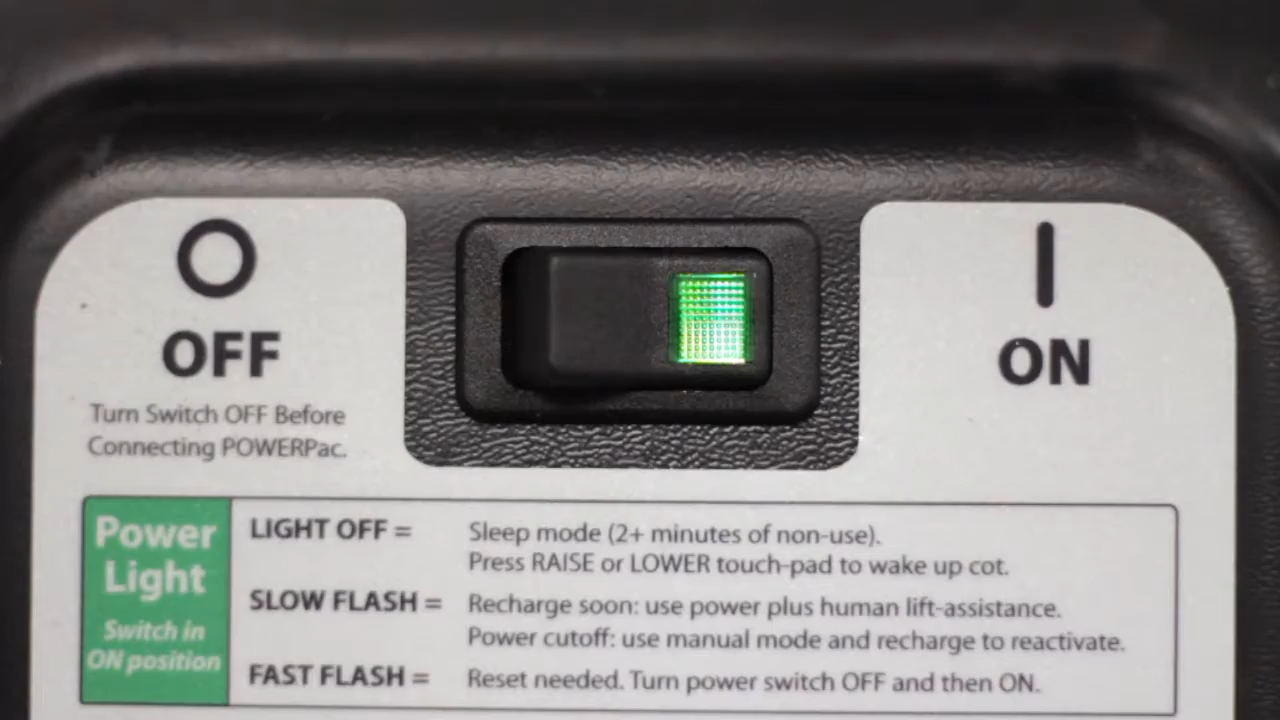 OFF
ON
Turn Switch OFF Before
Connecting POWERPac.
Power
Light
Switch in
ON position
LIGHT OFF = Sleep mode (2+ minutes of non-use).
Press RAISE or LOWER touch-pad to wake up cot.
SLOW FLASH = Recharge soon: use power plus human lift-assistance.
Power cutoff: use manual mode and recharge to reactivate.
FAST FLASH = Reset needed. Turn power switch OFF and then ON.